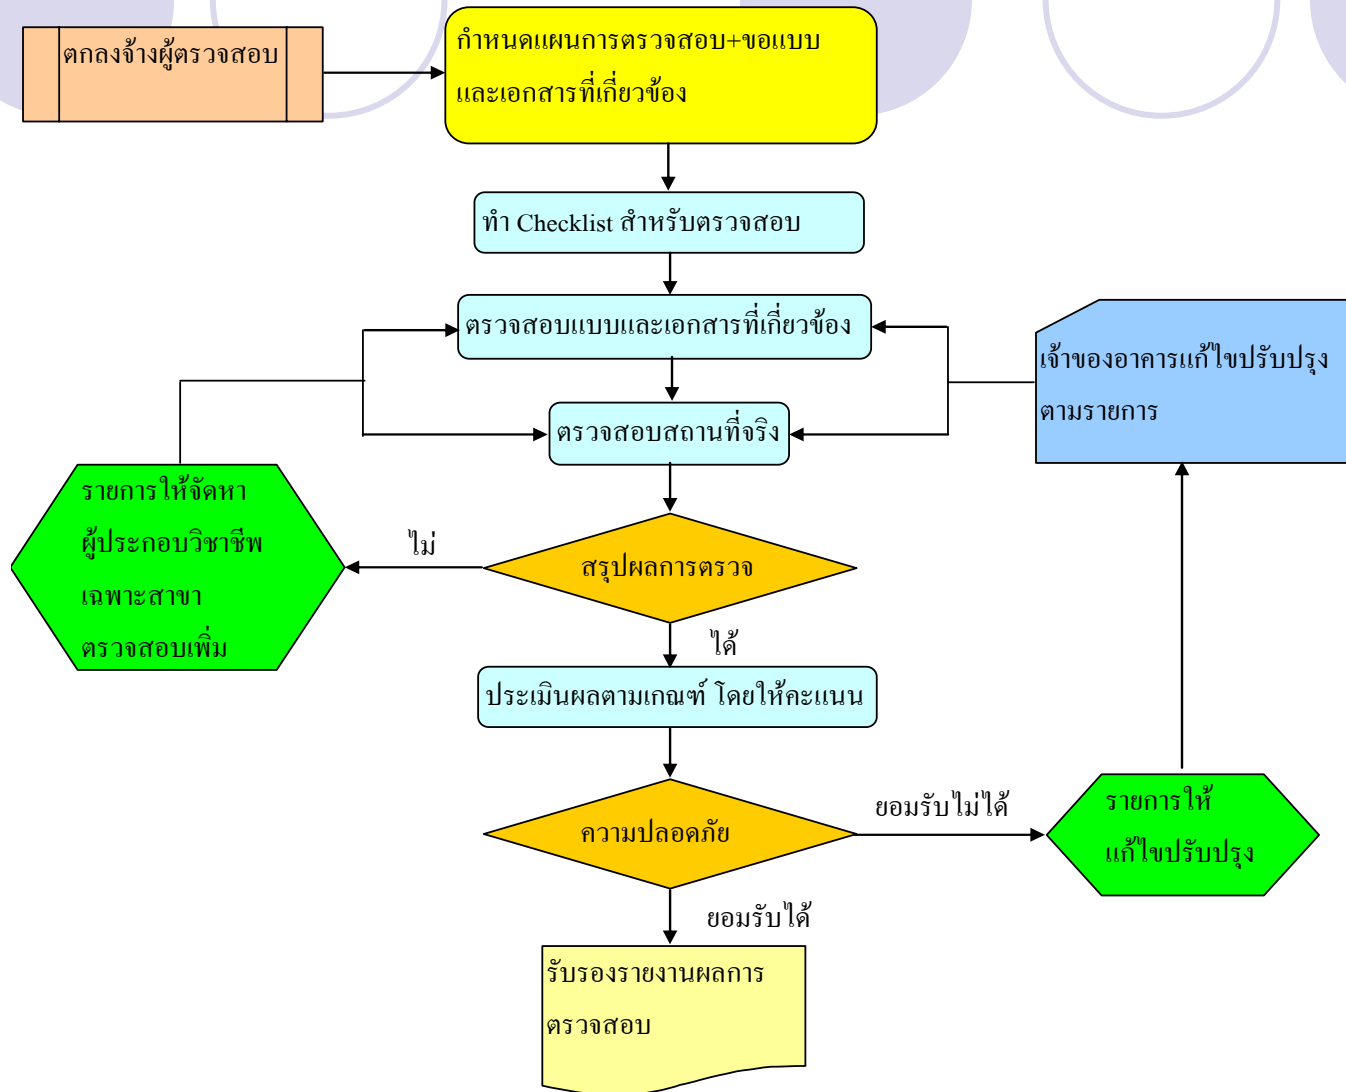 ตกลงจ้างผู้ตรวจสอบ
กำหนดแผนการตรวจสอบ+ขอแบบ
และเอกสารที่เกี่ยวข้อง
ทำ Checklist สำหรับตรวจสอบ
ตรวจสอบแบบและเอกสารที่เกี่ยวข้อง
เจ้าของอาคารแก้ไขปรับปรุง
ตามรายการ
ตรวจสอบสถานที่จริง
รายการให้จัดหา
ผู้ประกอบวิชาชีพ
เฉพาะสาขา
ตรวจสอบเพิ่ม
ไม่
สรุปผลการตรวจ
ได้
ประเมินผลตามเกณฑ์ โดยให้คะแนน
ความปลอดภัย
ยอมรับไม่ได้
รายการให้
แก้ไขปรับปรุง
ยอมรับได้
รับรองรายงานผลการ
ตรวจสอบ